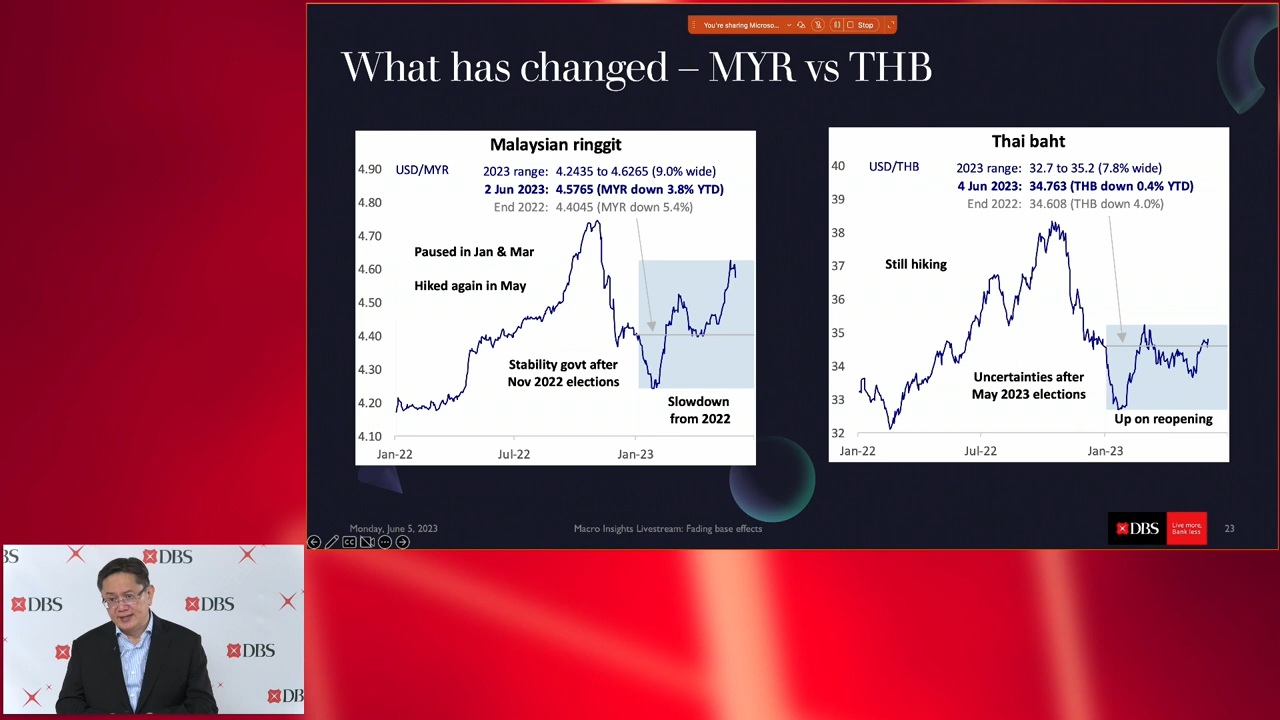 You're sharing Microso... Stop
What has changed – MYR vs THB
Malaysian ringgit
USD/MYR
2023 range: 4.2435 to 4.6265 (9.0% wide)
2 Jun 2023: 4.5765 (MYR down 3.8% YTD)
End 2022: 4.4045 (MYR down 5.4%)
4.90
4.80
4.70
4.60
4.50
4.40
4.30
4.20
4.10
Paused in Jan & Mar
Hiked again in May
Stability govt after
Nov 2022 elections
Slowdown
from 2022
Jan-22 Jul-22 Jan-23
Thai baht
USD/THB
2023 range: 32.7 to 35.2 (7.8% wide)
4 Jun 2023: 34.763 (THB down 0.4% YTD)
End 2022: 34.608 (THB down 4.0%)
40
39
38
37
36
35
34
33
32
Still hiking
Uncertainties after
May 2023 elections
Up on reopening
Jan-22 Jul-22 Jan-23
Monday, June 5, 2023
Macro Insights Livestream: Fading base effects
DBS
Live more,
Bank less
23
CC
BS DBS
DBS DBS
DBS
DB